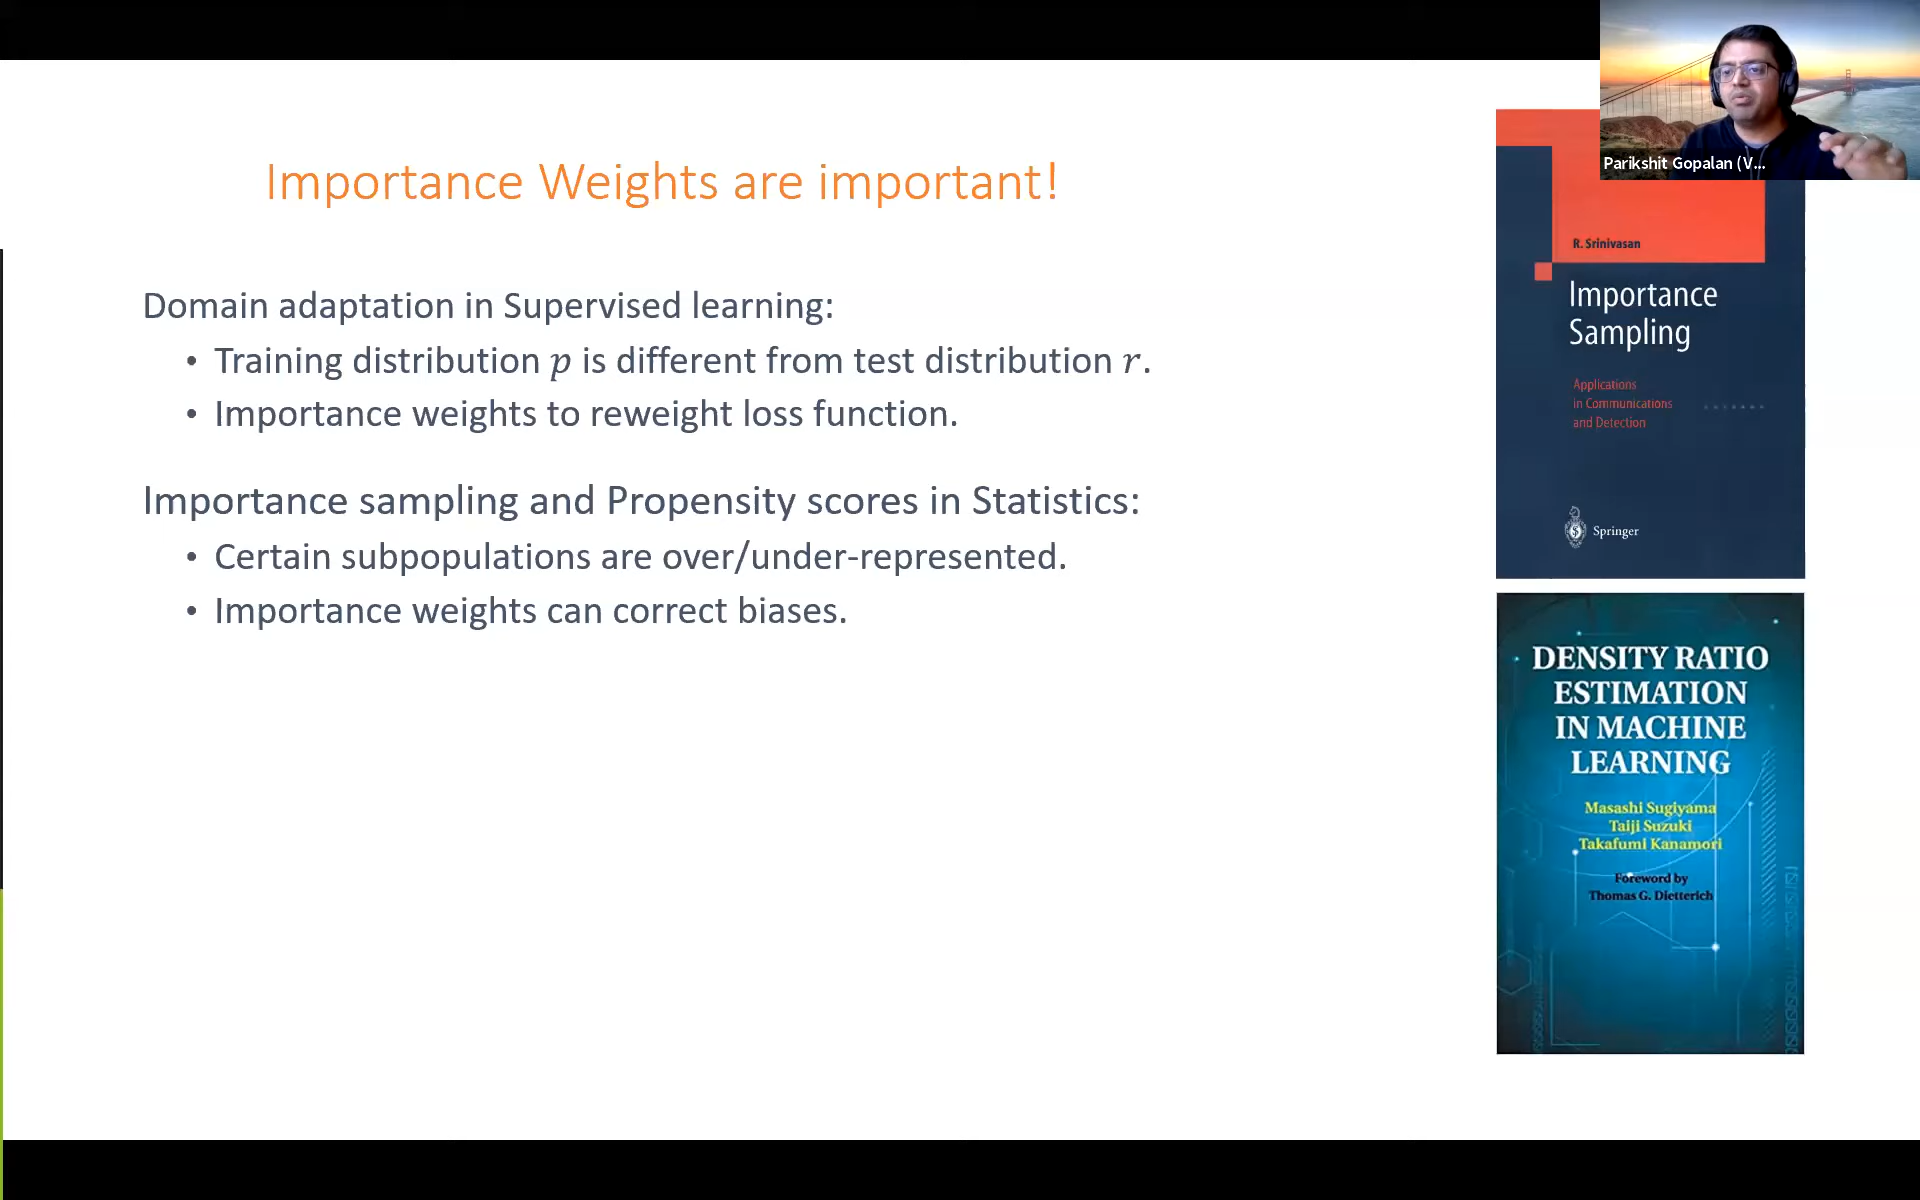 Importance Weights are important!
Domain adaptation in Supervised learning:
• Training distribution p is different from test distribution r.
• Importance weights to reweight loss function.
Importance sampling and Propensity scores in Statistics:
• Certain subpopulations are over/under-represented.
• Importance weights can correct biases.
Parikshit Gopalan (V...
R. Srinivasan
Importance
Sampling
Applications
in Communications
and Detection
Springer
DENSITY RATIO
ESTIMATION
IN MACHINE
LEARNING
Masashi Sugiyama
Taiji Suzuki
Takafumi Kanamori
Foreword by
Thomas G. Dietterich